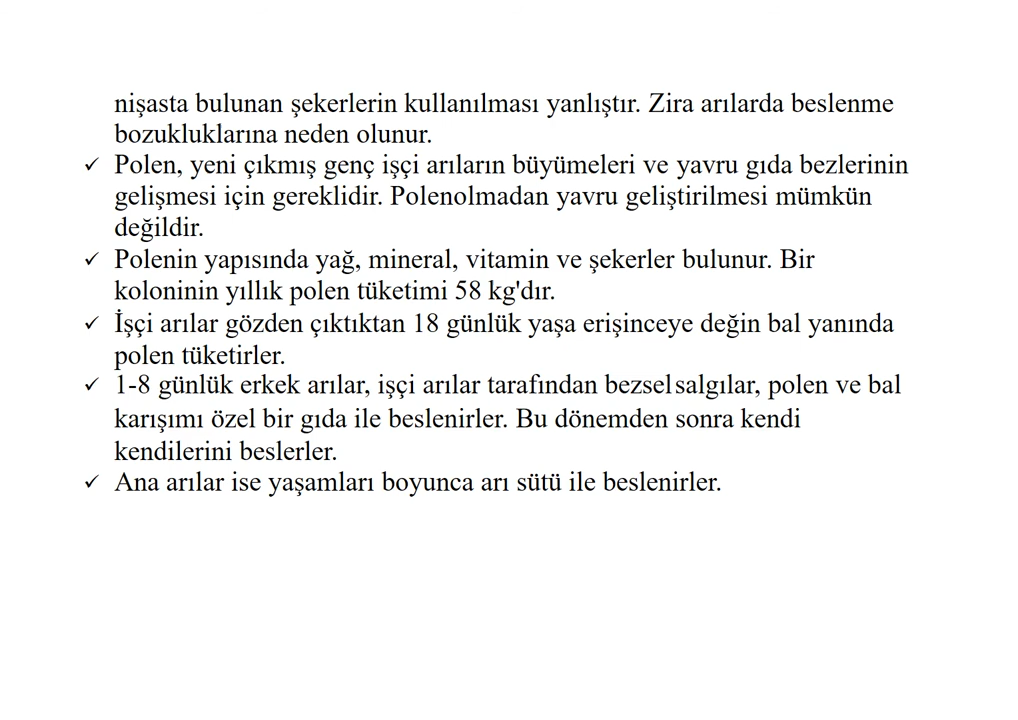 nişasta bulunan şekerlerin kullanılması yanlıştır. Zira arılarda beslenme
bozukluklarına neden olunur.
✓ Polen, yeni çıkmış genç işçi arıların büyümeleri ve yavru gıda bezlerinin
gelişmesi için gereklidir. Polenolmadan yavru geliştirilmesi mümkün
değildir.
✓ Polenin yapısında yağ, mineral, vitamin ve şekerler bulunur. Bir
koloninin yıllık polen tüketimi 58 kg'dır.
✓ İşçi arılar gözden çıktıktan 18 günlük yaşa erişinceye değin bal yanında
polen tüketirler.
✓ 1-8 günlük erkek arılar, işçi arılar tarafından bezsel salgılar, polen ve bal
karışımı özel bir gıda ile beslenirler. Bu dönemden sonra kendi
kendilerini beslerler.
✓ Ana arılar ise yaşamları boyunca arı sütü ile beslenirler.